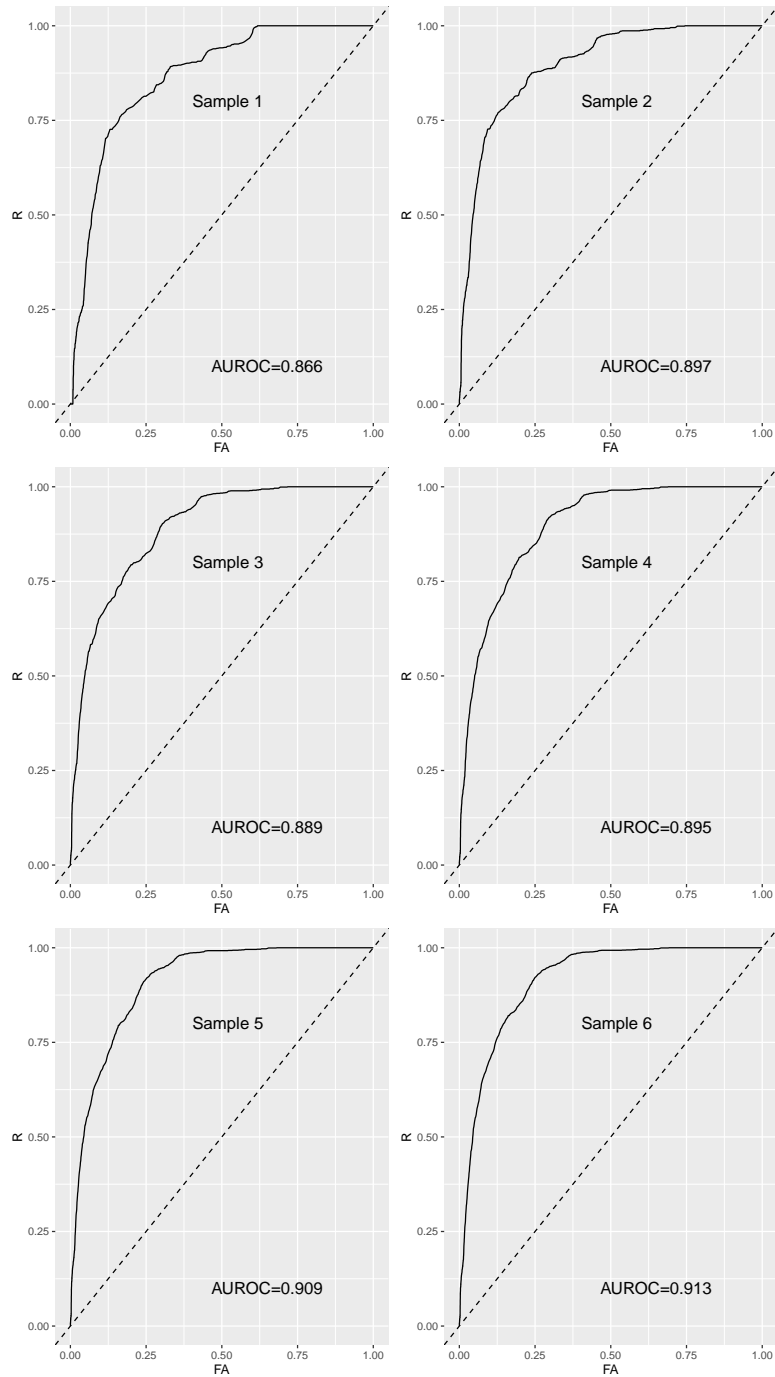 1.00
0.75
0.50
0.25
0.00
R
Sample 1
AUROC=0.866
0.00 0.25 0.50 0.75 1.00
FA
1.00
0.75
0.50
0.25
0.00
R
Sample 2
AUROC=0.897
0.00 0.25 0.50 0.75 1.00
FA
1.00
0.75
0.50
0.25
0.00
R
Sample 3
AUROC=0.889
0.00 0.25 0.50 0.75 1.00
FA
1.00
0.75
0.50
0.25
0.00
R
Sample 4
AUROC=0.895
0.00 0.25 0.50 0.75 1.00
FA
1.00
0.75
0.50
0.25
0.00
R
Sample 5
AUROC=0.909
0.00 0.25 0.50 0.75 1.00
FA
1.00
0.75
0.50
0.25
0.00
R
Sample 6
AUROC=0.913
0.00 0.25 0.50 0.75 1.00
FA